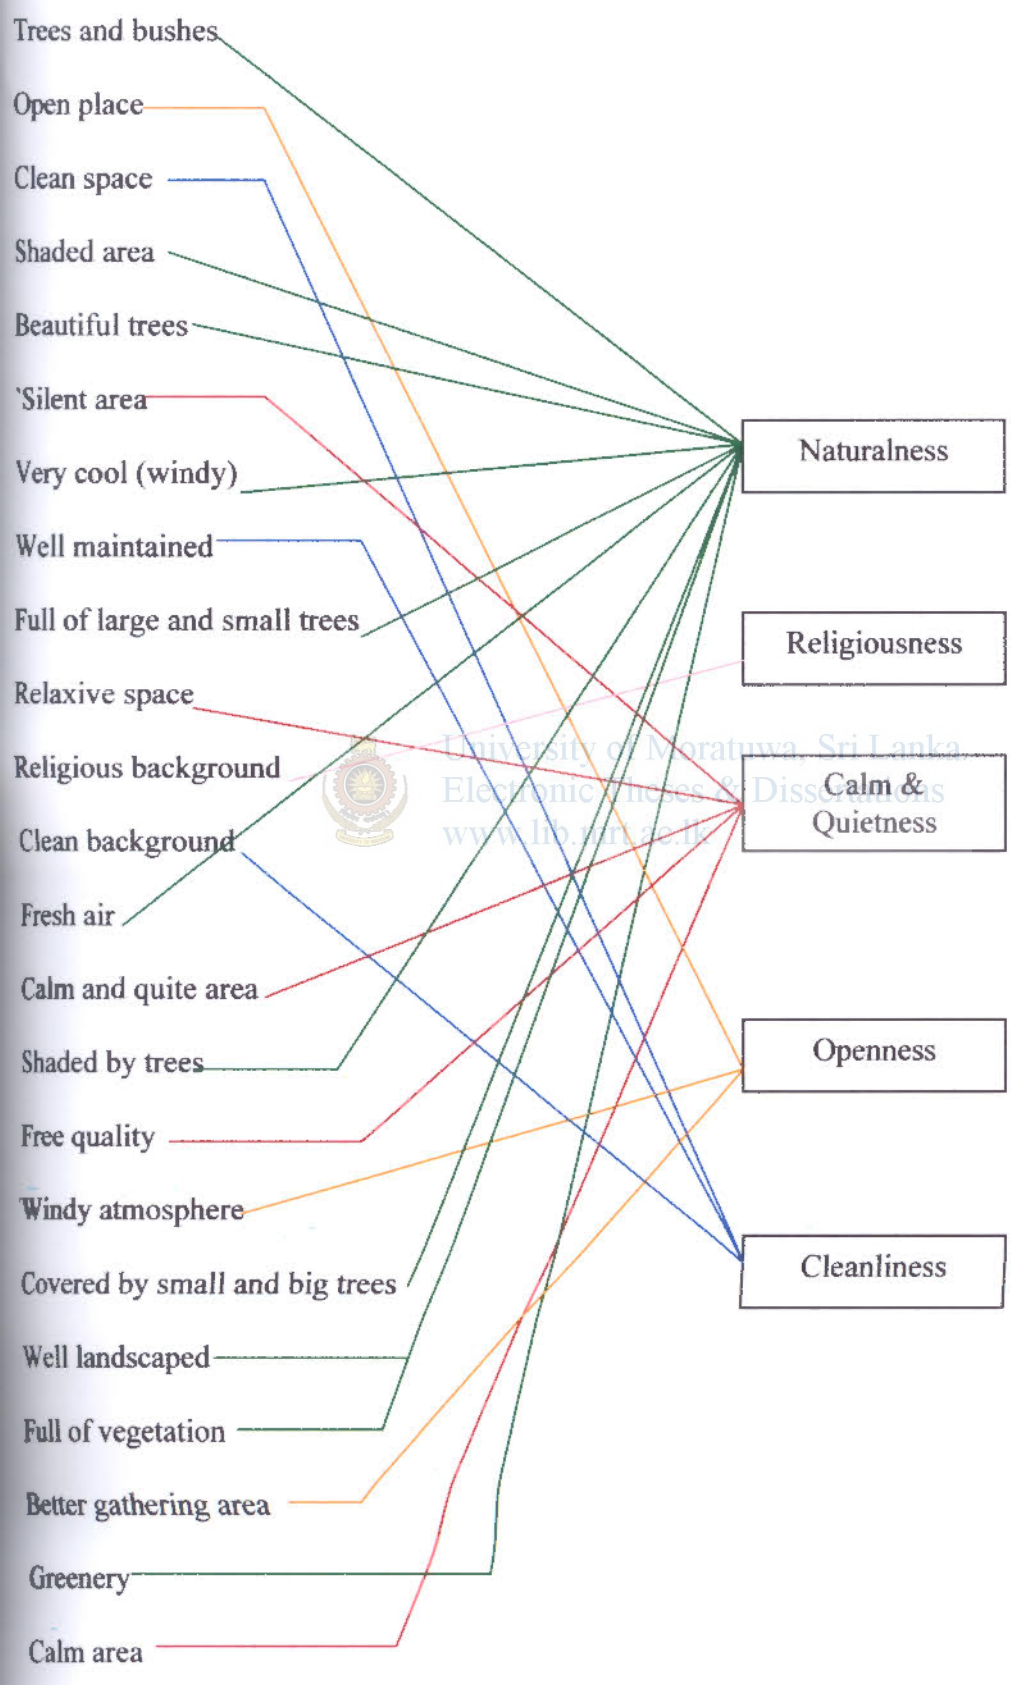 Trees and bushes
Open place
Clean space
Shaded area
Beautiful trees
`Silent area
Very cool (windy)
Naturalness
Well maintained
Full of large and small trees
Religiousness
Relaxive space
Religious background
University of Moratuwa, Sri Lanka.
Electronic Theses & Dissertations
www.lib.mrt.ac.lk
Calm &
Quietness
Clean background
Fresh air
Calm and quite area
Shaded by trees
Openness
Free quality
Windy atmosphere
Covered by small and big trees
Cleanliness
Well landscaped
Full of vegetation
Better gathering area
Greenery
Calm area